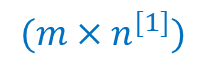 (m × n^[1])